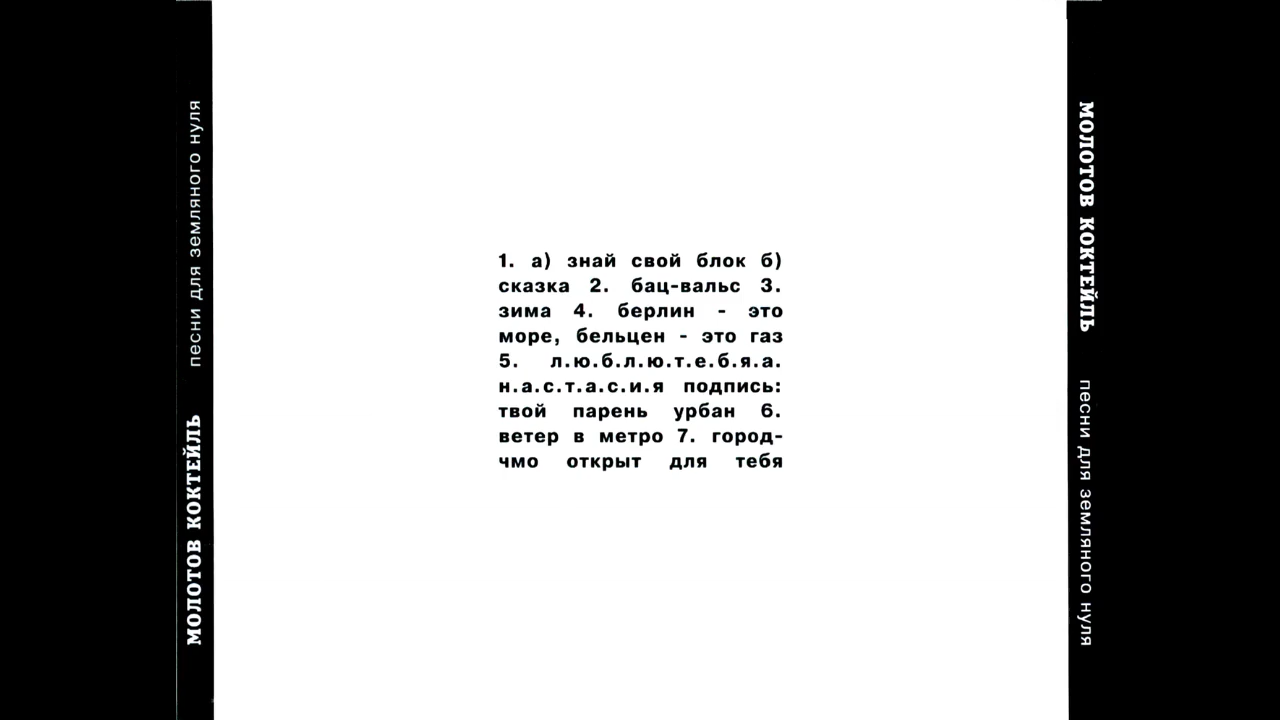 песни для земляного нуля
МОЛОТОВ КОКТЕЙЛЬ
1. а) знай свой блок б)
сказка 2. бац-вальс 3.
зима 4. берлин - это
море, бельцен - это газ
5. л.ю.б.л.ю.т.е.б.я.а.
н.а.с.т.а.с.и.я подпись:
твой парень урбан 6.
ветер в метро 7. город-
чмо открыт для тебя
МОЛОТОВ КОКТЕЙЛЬ
песни для земляного нуля